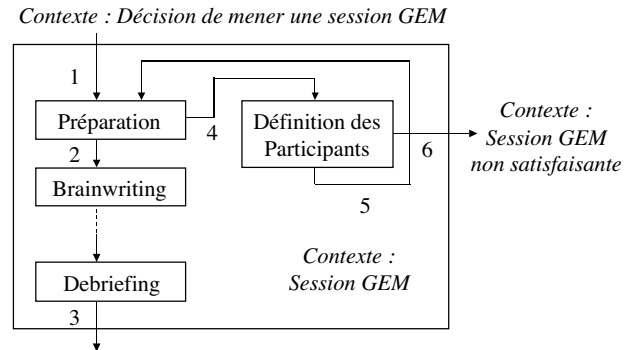 Contexte : Décision de mener une session GEM
1
Préparation
4
Définition des
Participants
6
Contexte :
Session GEM
non satisfaisante
2
Brainwriting
5
Contexte :
Session GEM
Debriefing
3